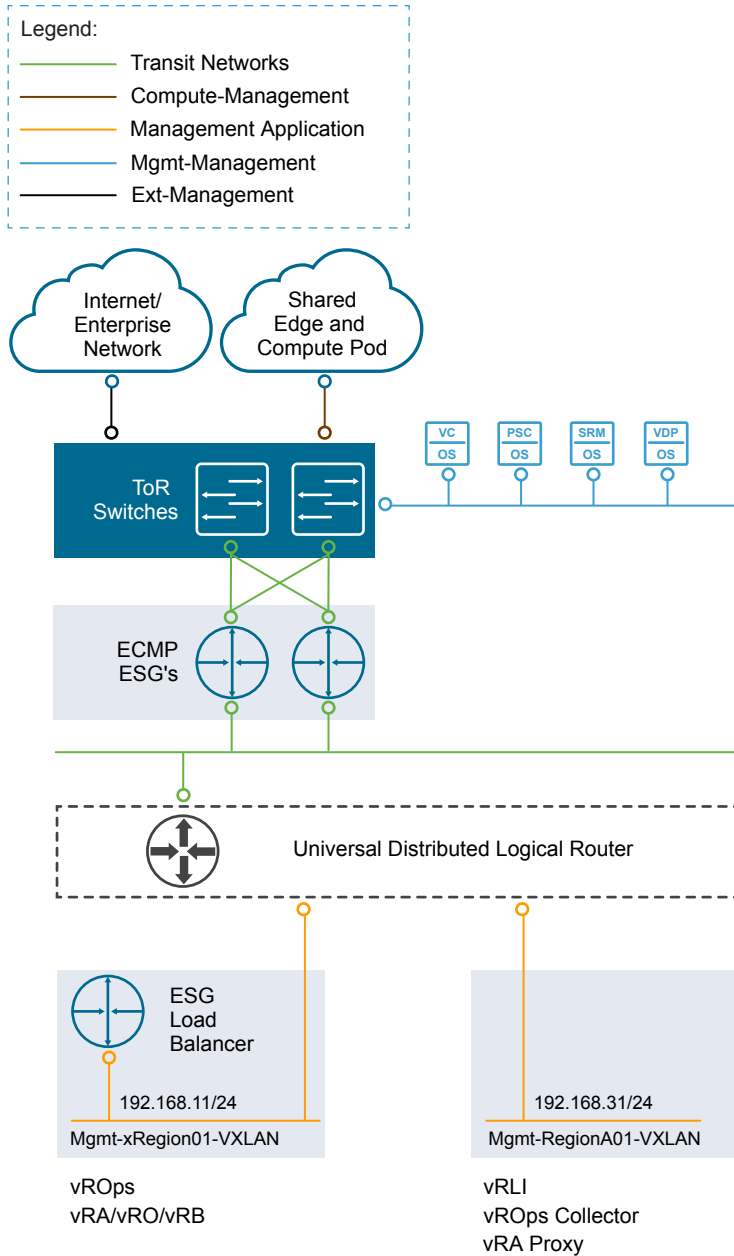 Legend:
Transit Networks
Compute-Management
Management Application
Mgmt-Management
Ext-Management
Internet/
Enterprise
Network
Shared
Edge and
Compute Pod
VC
OS
PSC
OS
SRM
OS
VDP
OS
ToR
Switches
ECMP
ESG's
Universal Distributed Logical Router
ESG
Load
Balancer
192.168.11/24
Mgmt-xRegion01-VXLAN
192.168.31/24
Mgmt-RegionA01-VXLAN
vROps
vRA/vRO/vRB
vRLI
vROps Collector
vRA Proxy